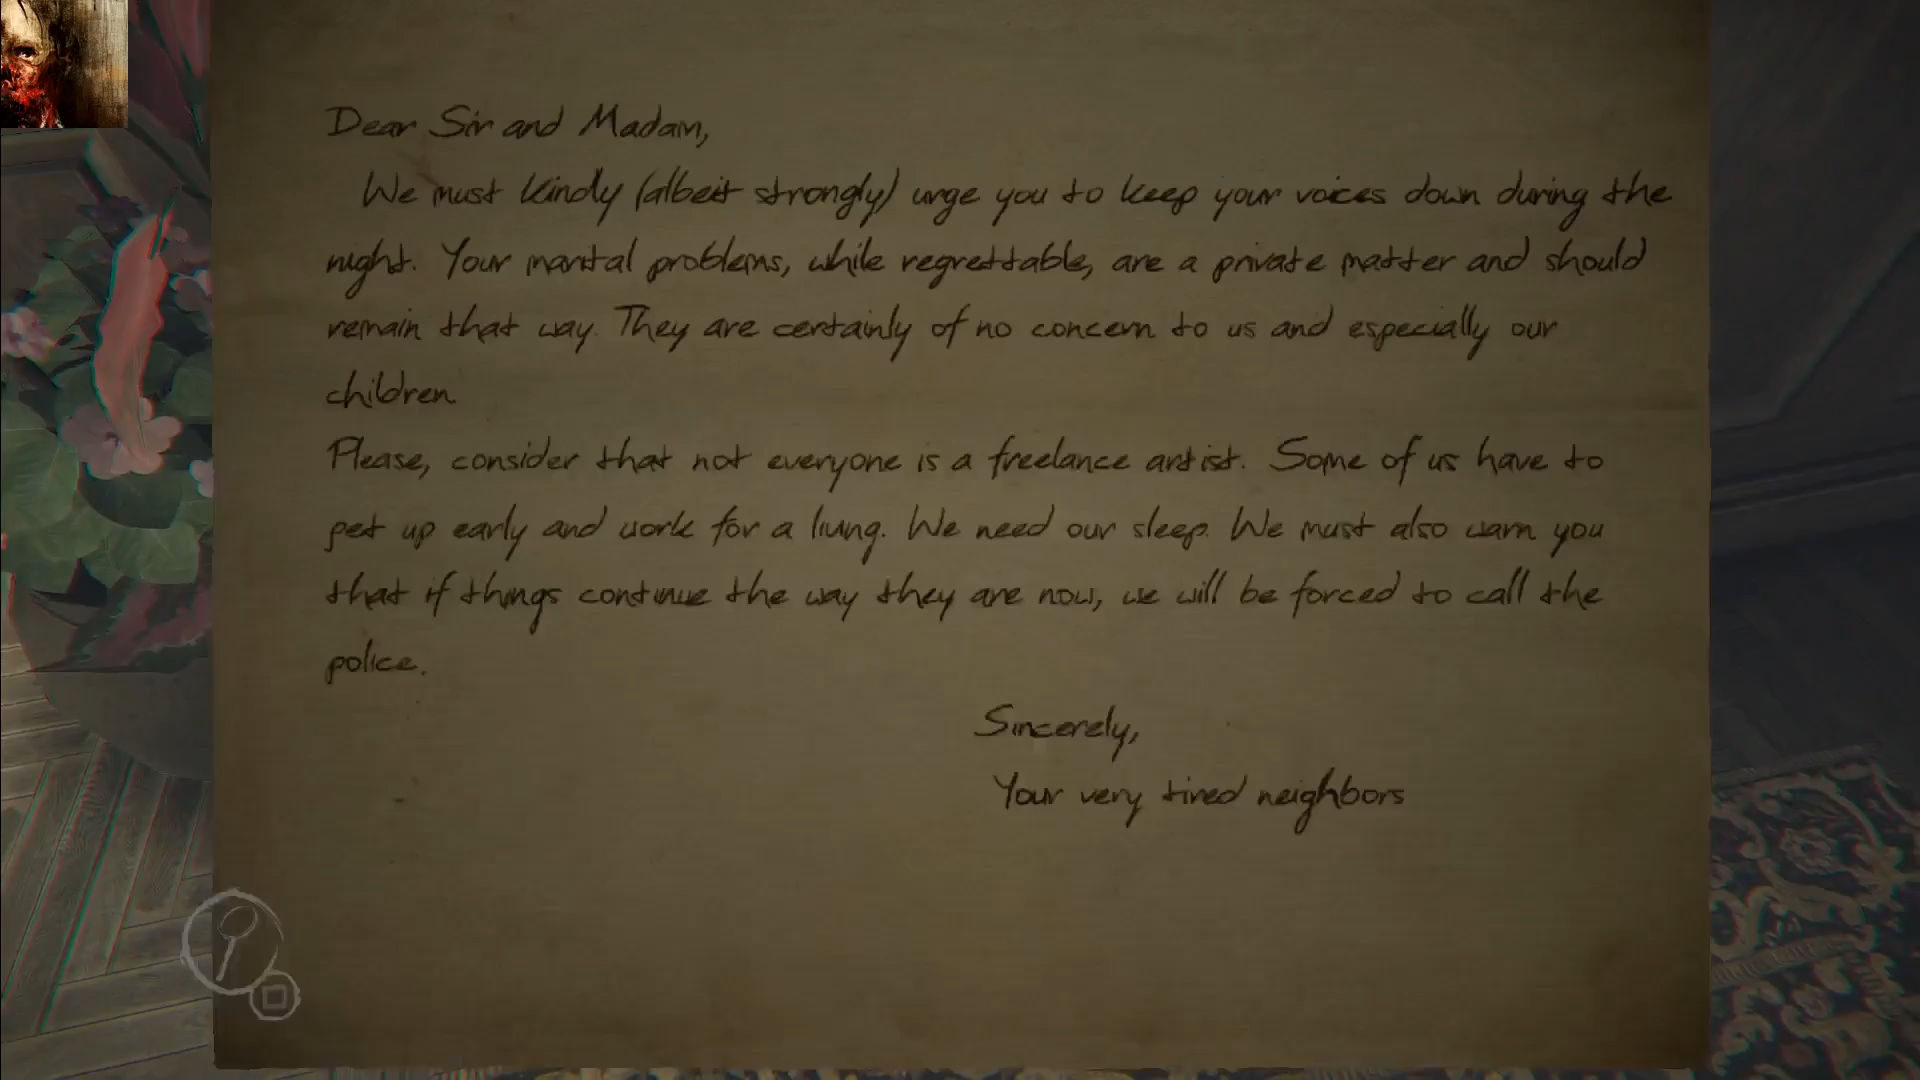 Dear Sir and Madam,
We must kindly (albeit strongly) urge you to keep your voices down during the
night. Your marital problems, while regrettable, are a private matter and should
remain that way. They are certainly of no concern to us and especially our
children.
Please, consider that not everyone is a freelance artist. Some of us have to
get up early and work for a living. We need our sleep. We must also warn you
that if things continue the way they are now, we will be forced to call the
police.
Sincerely,
Your very tired neighbors